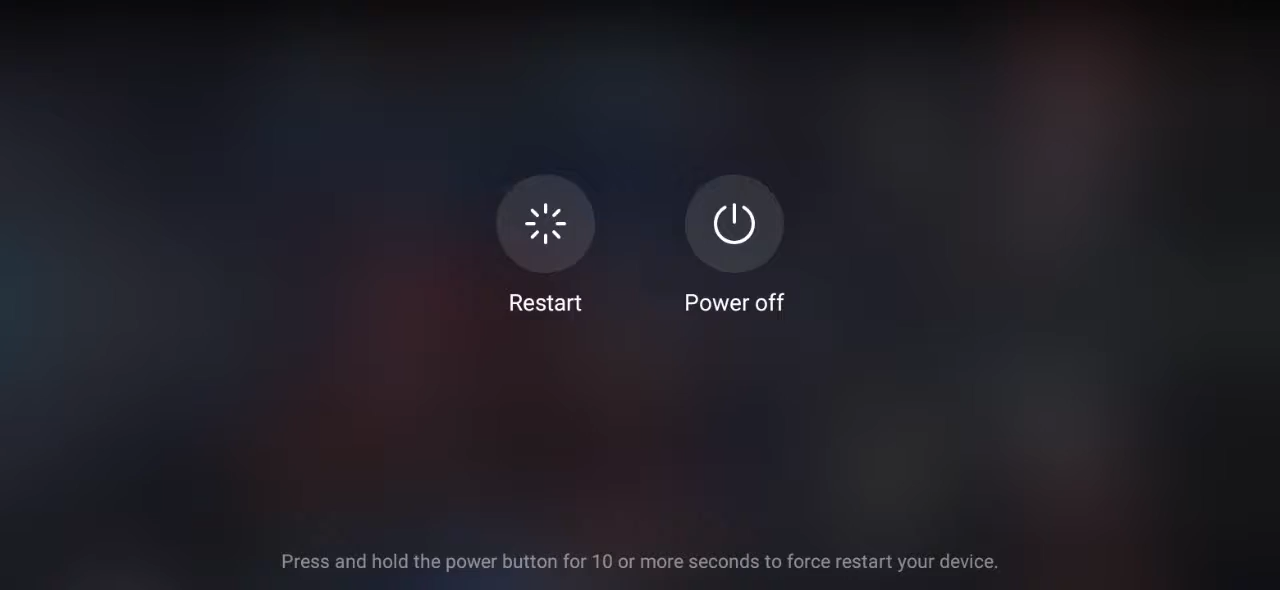 Restart
Power off
Press and hold the power button for 10 or more seconds to force restart your device.